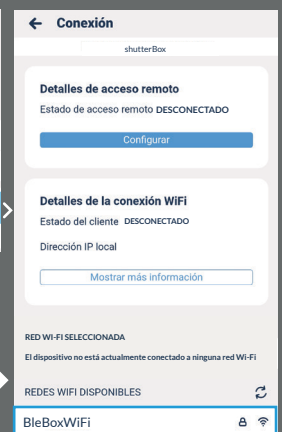 Conexión
shutterBox
Detalles de acceso remoto
Estado de acceso remoto DESCONECTADO
Configurar
Detalles de la conexión WiFi
Estado del cliente DESCONECTADO
Dirección IP local
Mostrar más información
RED WI-FI SELECCIONADA
El dispositivo no está actualmente conectado a ninguna red Wi-Fi
REDES WIFI DISPONIBLES
BleBoxWiFi